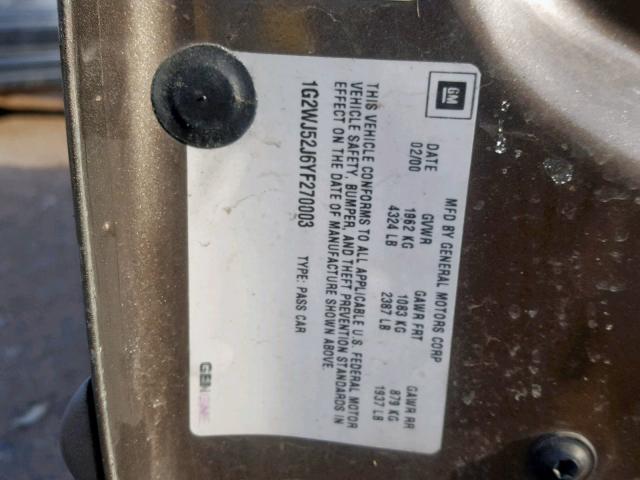 GM
MFD BY GENERAL MOTORS CORP
DATE GVWR GAWR FRT GAWR RR
02/00 1962 KG 1083 KG 879 KG
4324 LB 2387 LB 1937 LB
THIS VEHICLE CONFORMS TO ALL APPLICABLE U.S. FEDERAL MOTOR
VEHICLE SAFETY, BUMPER, AND THEFT PREVENTION STANDARDS IN
EFFECT ON THE DATE OF MANUFACTURE SHOWN ABOVE.
1G2WJ52J6YF270003 TYPE: PASS CAR